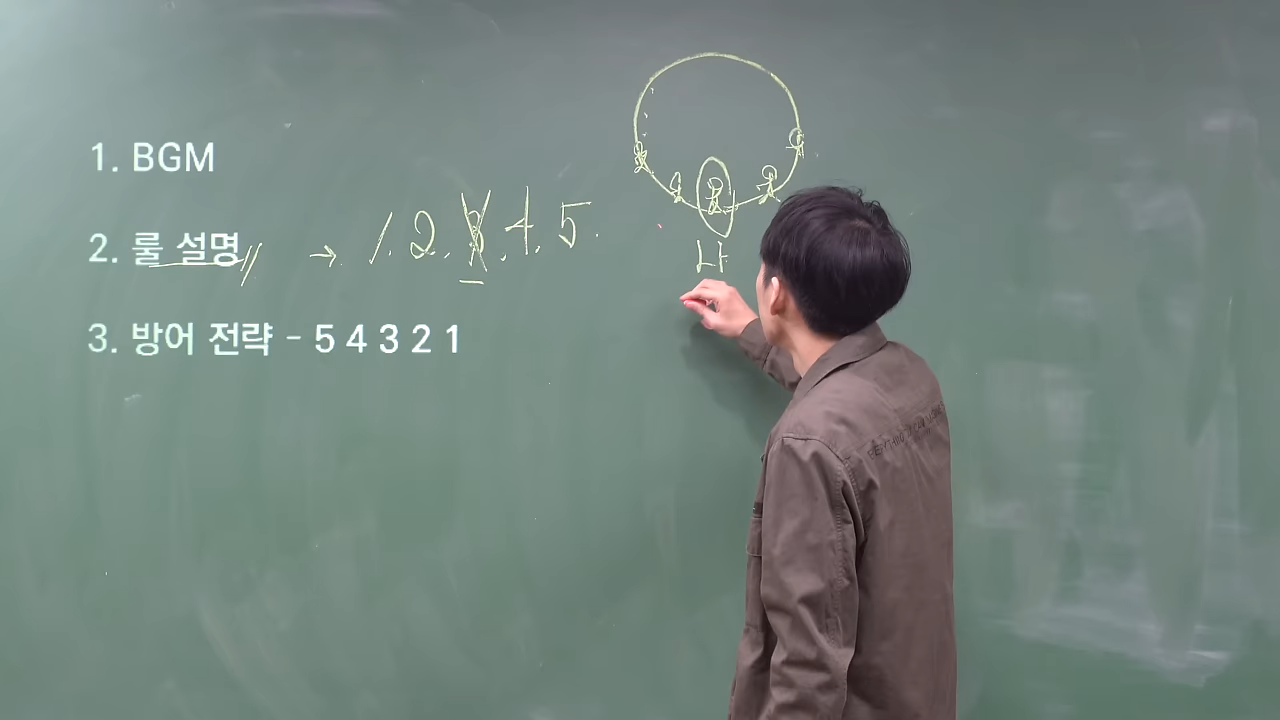 1. BGM
2. 룰 설명 → 1. 2. 3. 4. 5.
3. 방어 전략 - 5 4 3 2 1
나